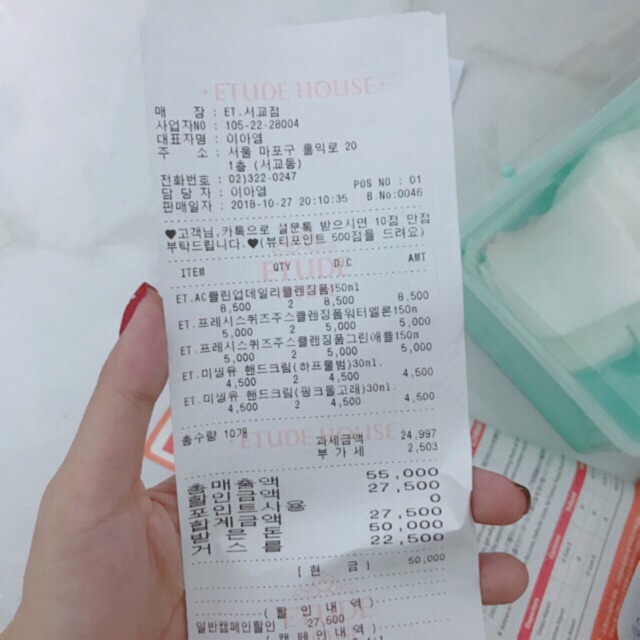 ETUDE HOUSE
매 장 : ET.서교점
사업자NO : 105-22-28004
대표자명 : 이아염
주 소 : 서울 마포구 홀익로 20
1층 (서교동)
전화번호 : 02)322-0247 POS NO : 01
담 당 자 : 이아염
판매일자 : 2018-10-27 20:10:35 B.No:0046
♥고객님.카톡으로 설문톡 받으시면 10점 만점
부탁드립니다.♥(뷰티포인트 500점을 드려요)
ETUDE
ITEM QTY D/C AMT
ET.AC클린업데일리클렌징폼150ml
8,500 2 8,500 8,500
ET.프레시스퀴즈주스클렌징폼워터멜론150m
5,000 2 5,000 5,000
ET.프레시스퀴즈주스클렌징폼그린애플150m
5,000 2 5,000 5,000
ET.미씽유 핸드크림(하프물범)30ml.
4,500 2 4,500 4,500
ET.미씽유 핸드크림(핑크돌고래)30ml.
4,500 2 4,500 4,500
ETUDE HOUSE
총수량 10개 과세금액 24,997
부가세 2,503
총매출액 55,000
할인금액 27,500
포인트사용 0
합계금액 27,500
받은돈 50,000
거스름 22,500
[ 현 금 ] 50,000
ETUDE
( 할 인 내 역 )
일반캠페인할인 27,500
( 캠 페 인 내 역 )